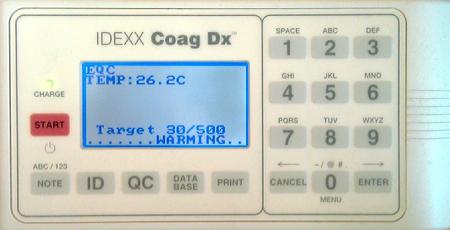 IDEXX Coag Dx™
EQC
TEMP:26.2C
Target 30/500
.......WARMING..
CHARGE
START
ABC / 123
NOTE
ID
QC
DATA
BASE
PRINT
SPACE
1
ABC
2
DEF
3
GHI
4
JKL
5
MNO
6
PQRS
7
TUV
8
WXYZ
9
←
CANCEL
- / @ #
0
MENU
→
ENTER